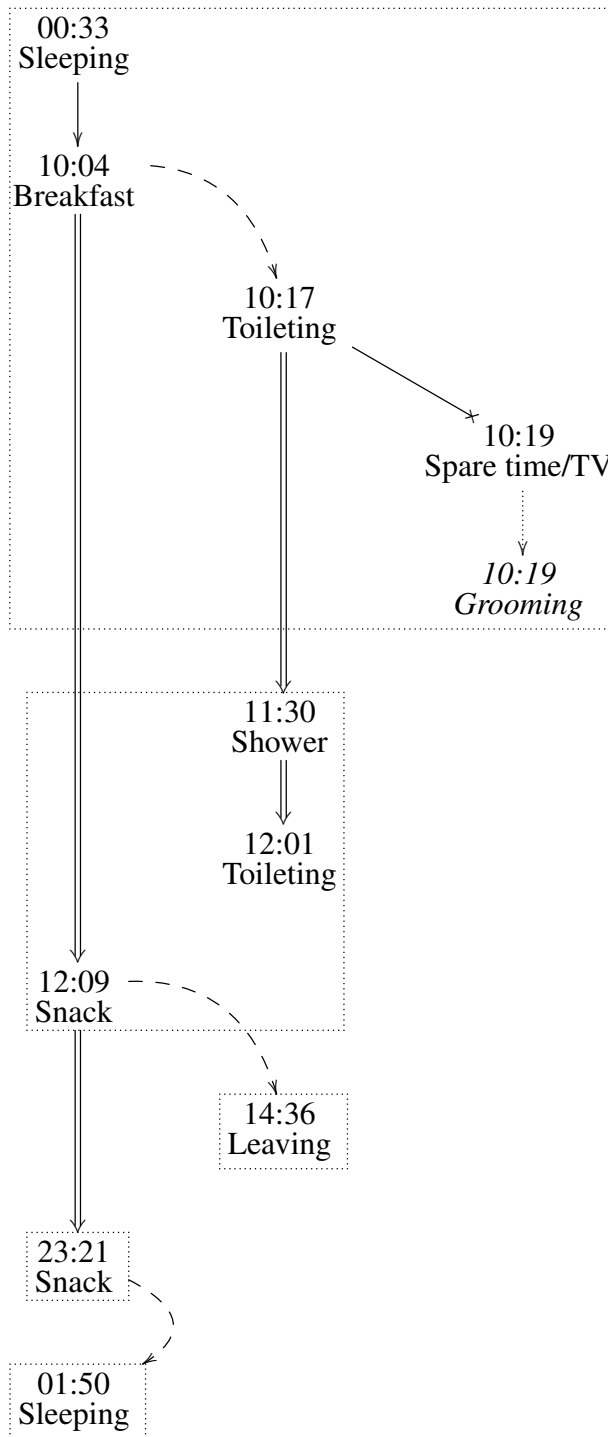 00:33
Sleeping
10:04
Breakfast
10:17
Toileting
10:19
Spare time/TV
10:19
Grooming
11:30
Shower
12:01
Toileting
12:09
Snack
14:36
Leaving
23:21
Snack
01:50
Sleeping